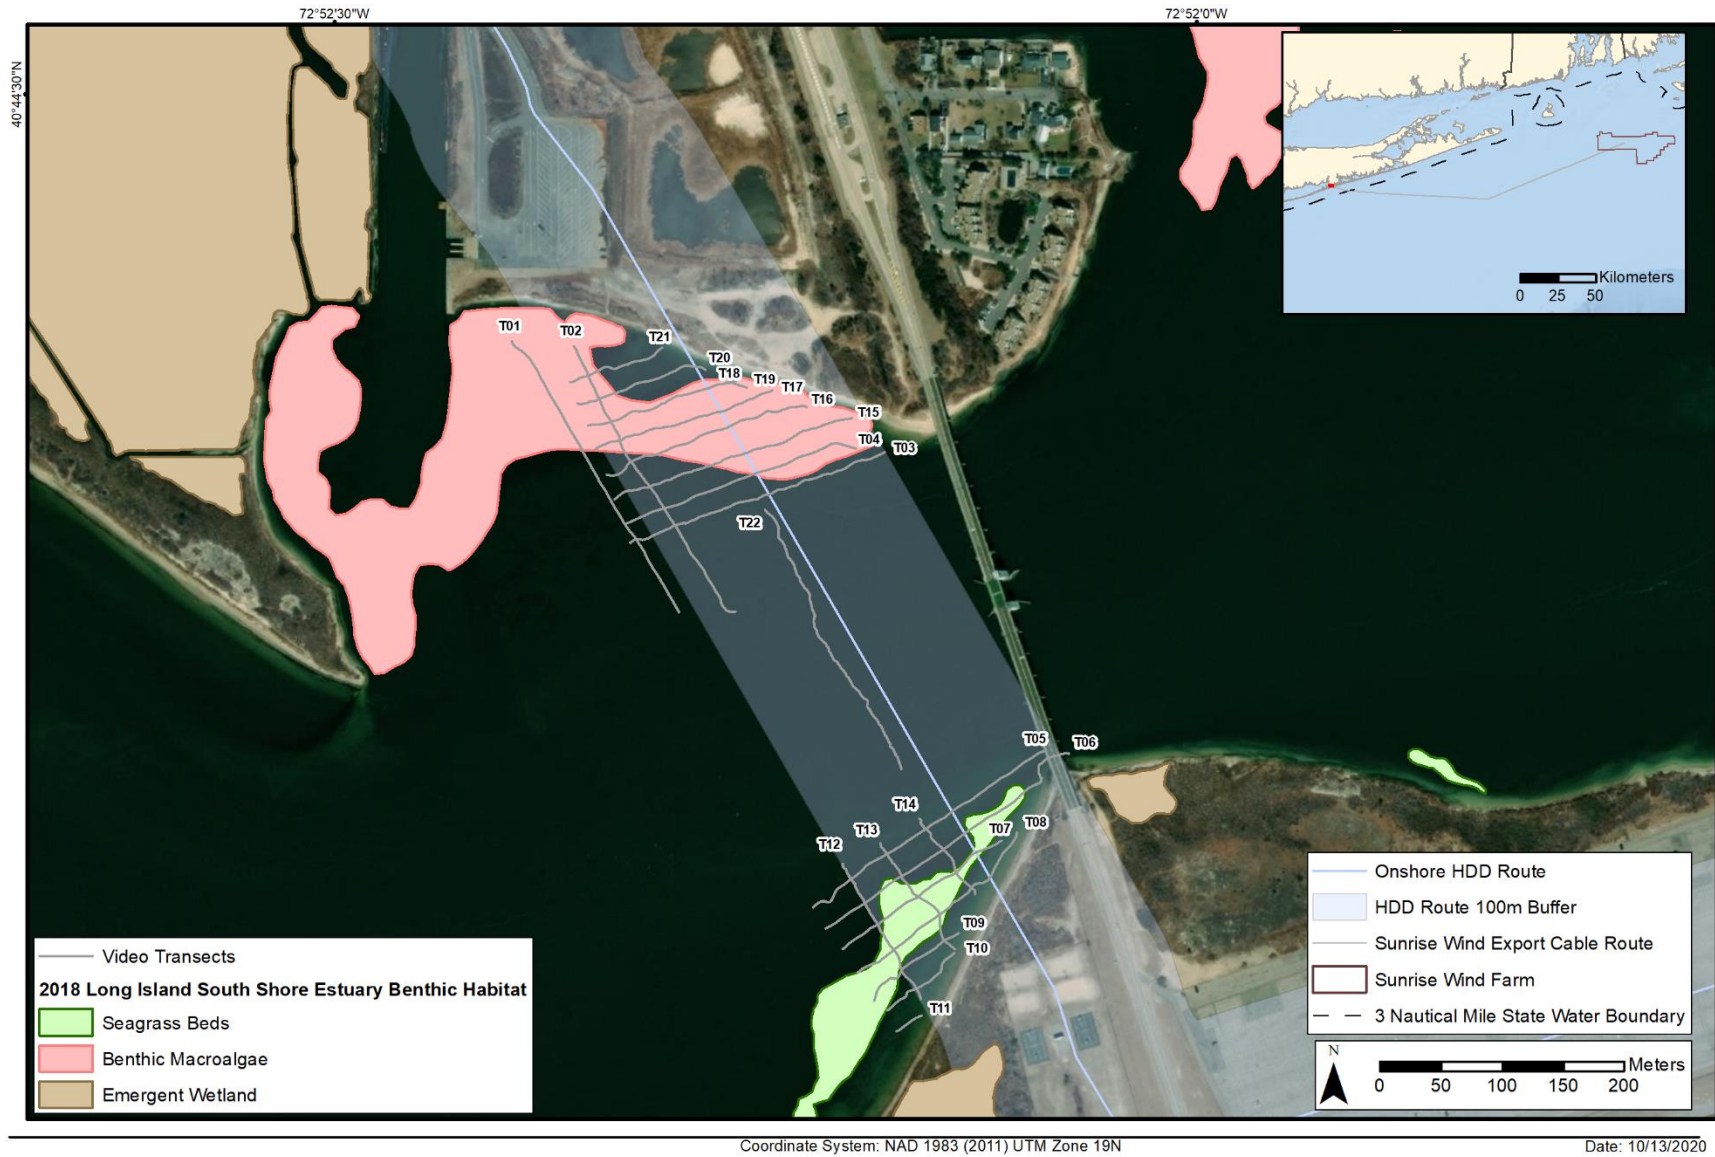 72°52'30"W
72°52'0"W
40°44'30"N
Kilometers
0 25 50
T01
T02
T21
T20
T18
T19
T17
T16
T15
T04
T03
T22
T05
T06
T14
T13
T12
T07
T08
T09
T10
T11
Video Transects
2018 Long Island South Shore Estuary Benthic Habitat
Seagrass Beds
Benthic Macroalgae
Emergent Wetland
Onshore HDD Route
HDD Route 100m Buffer
Sunrise Wind Export Cable Route
Sunrise Wind Farm
3 Nautical Mile State Water Boundary
N
Meters
0 50 100 150 200
Coordinate System: NAD 1983 (2011) UTM Zone 19N
Date: 10/13/2020